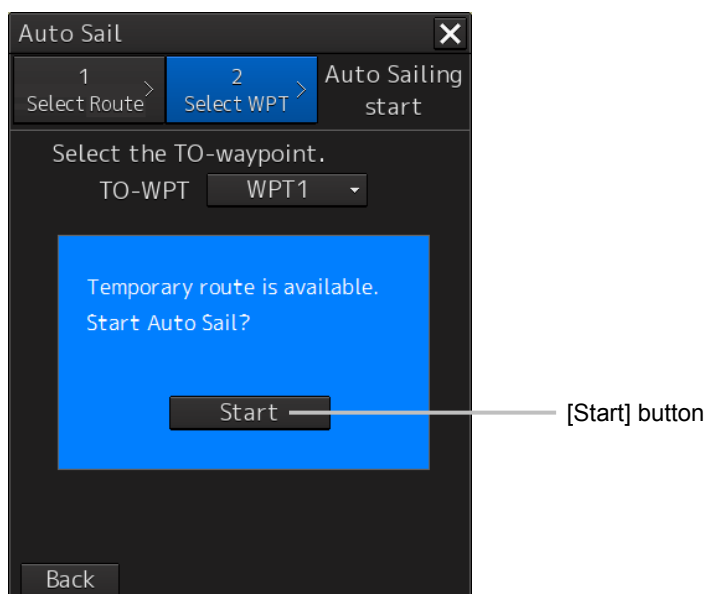 Auto Sail
1
Select Route
2
Select WPT
Auto Sailing
start
Select the TO-waypoint.
TO-WPT WPT1
Temporary route is available.
Start Auto Sail?
Start
[Start] button
Back